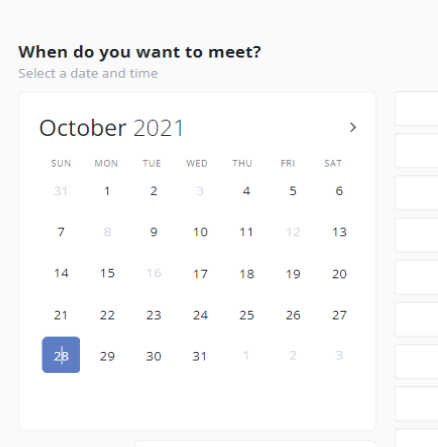 When do you want to meet?
Select a date and time
October 2021
SUN MON TUE WED THU FRI SAT
31 1 2 3 4 5 6
7 8 9 10 11 12 13
14 15 16 17 18 19 20
21 22 23 24 25 26 27
28 29 30 31 1 2 3